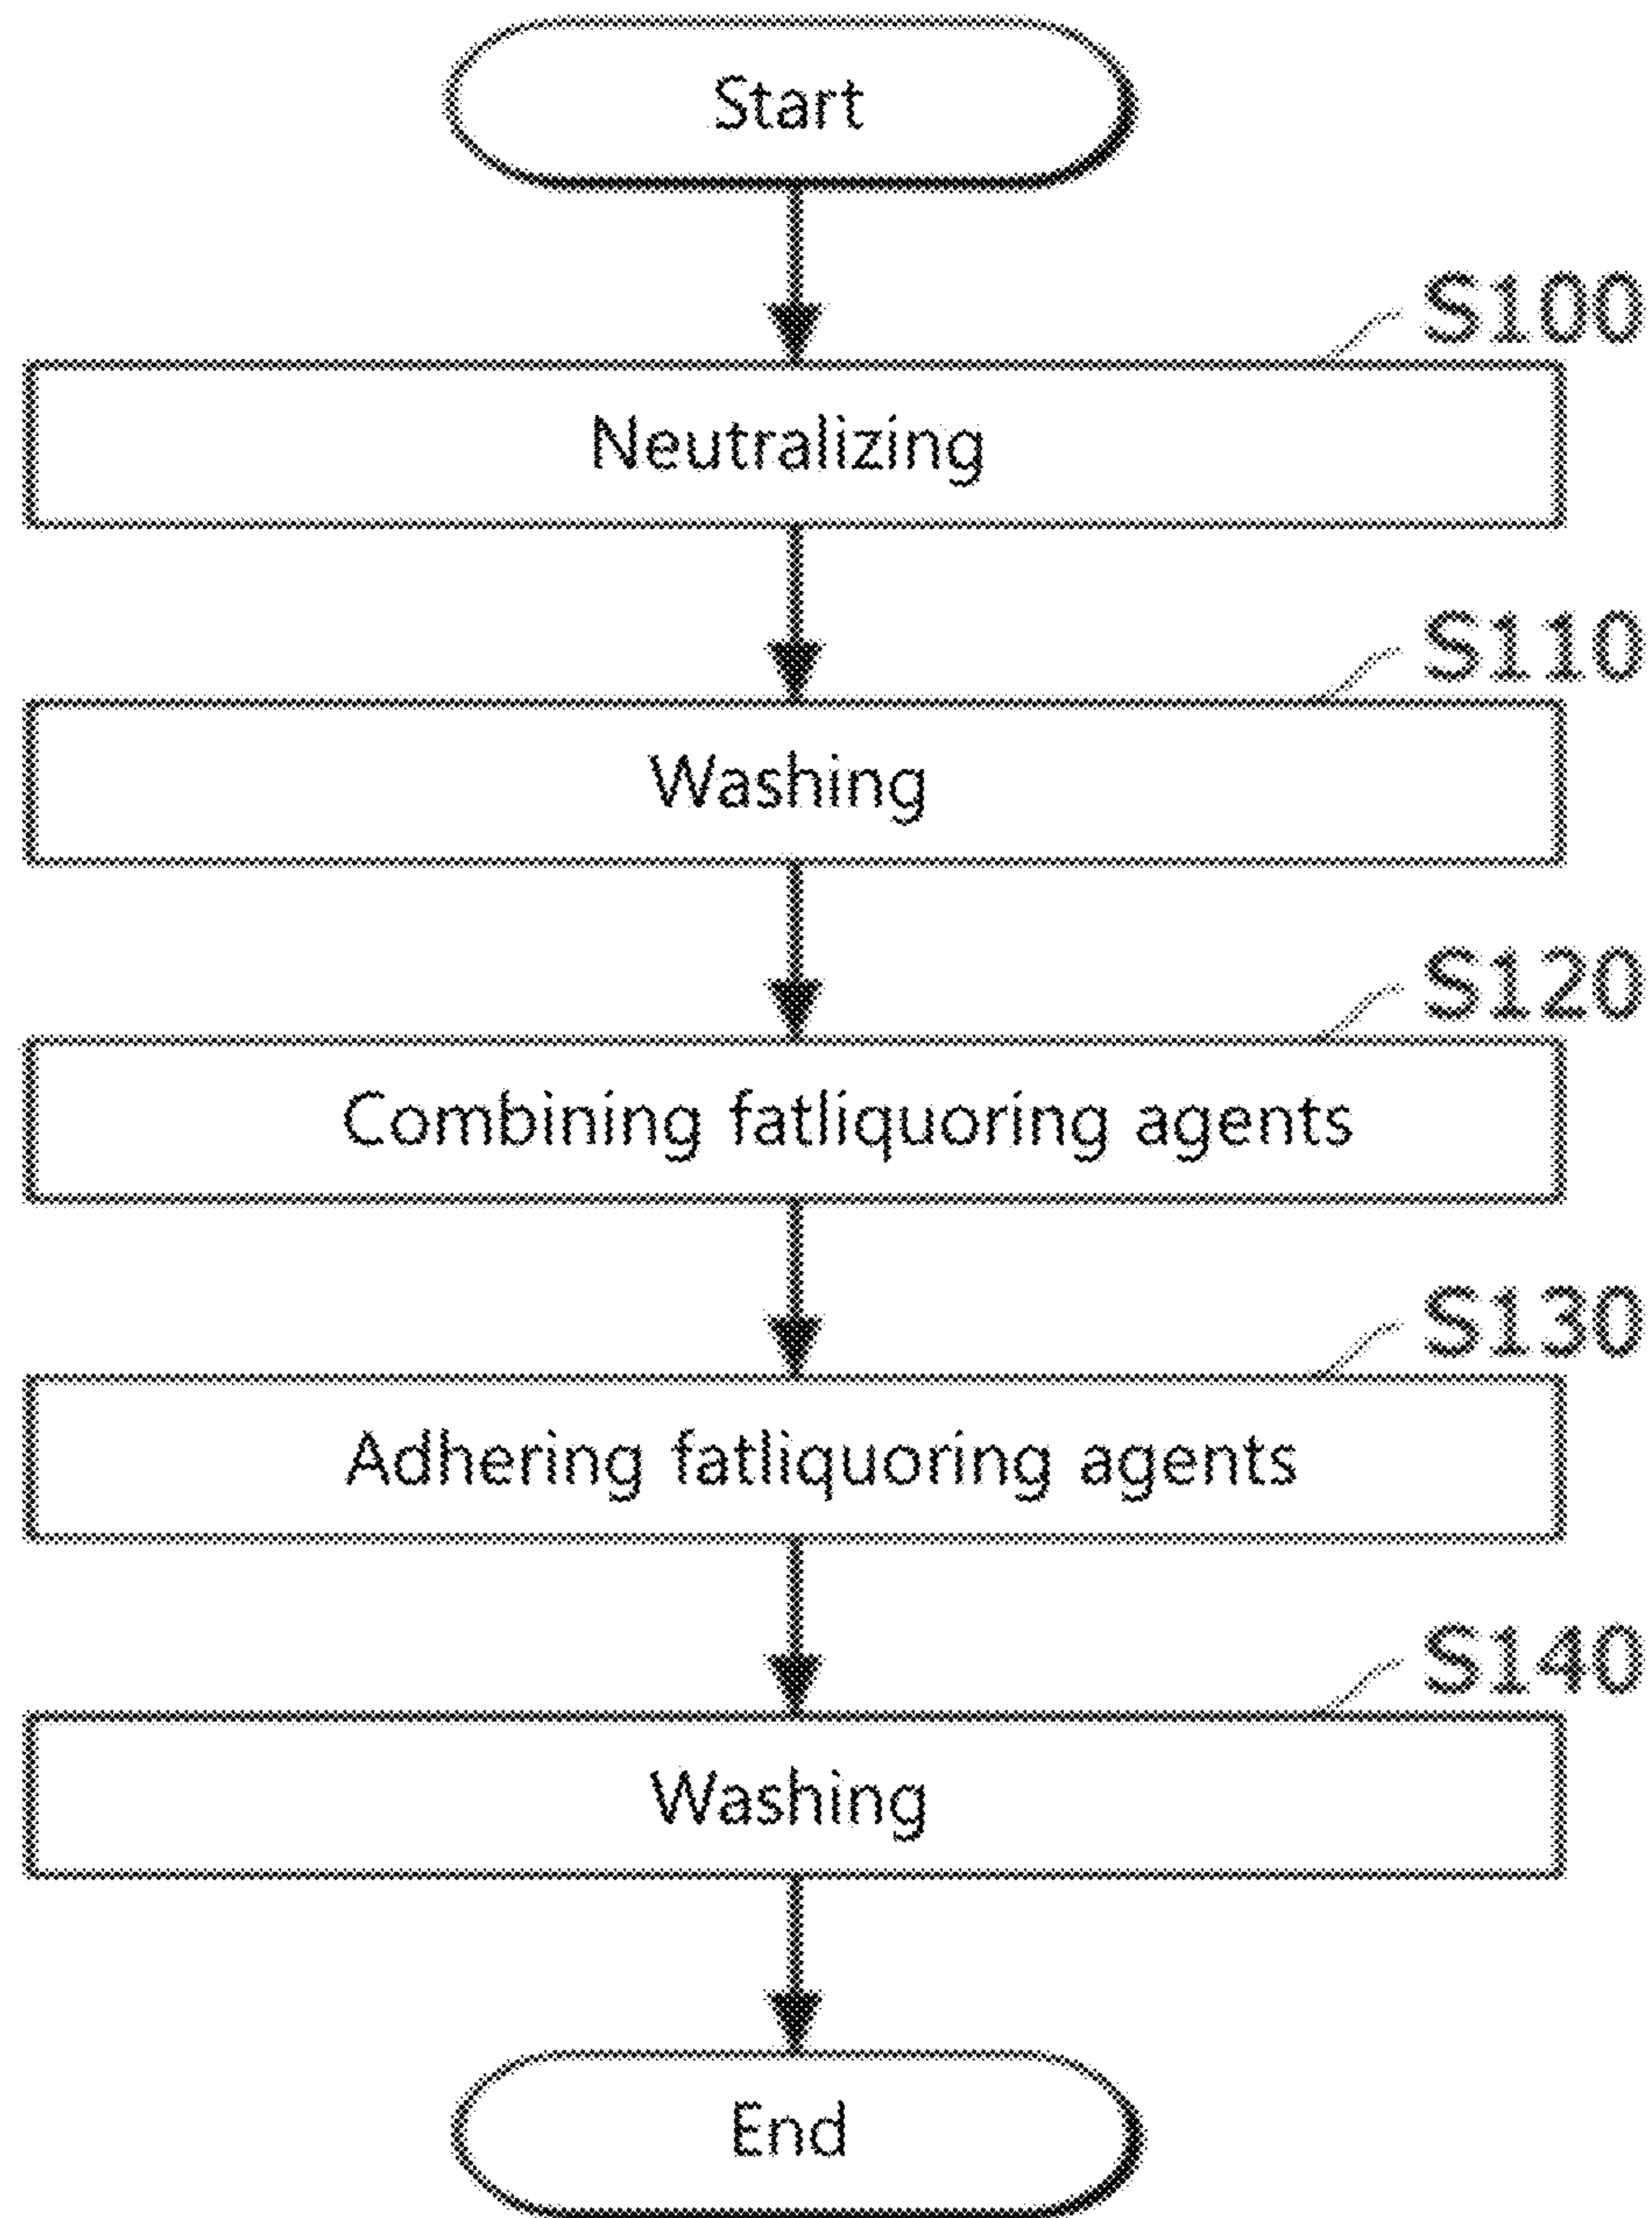 Start
S100
Neutralizing
S110
Washing
S120
Combining fatliquoring agents
S130
Adhering fatliquoring agents
S140
Washing
End